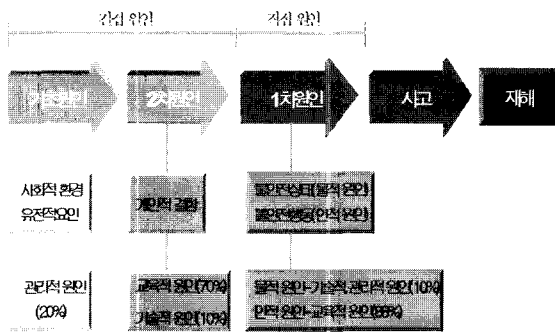 간접 원인 직접 원인
기초원인 2차원인 1차원인 사고 재해
사회적 환경
유전적요인
개인적 결함
불안전상태(물적 원인)
불안전행동(인적 원인)
관리적 원인
(20%)
교육적 원인(70%)
기술적 원인(10%)
물적 원인-기술적,관리적 원인(10%)
인적 원인-교육적 원인(88%)